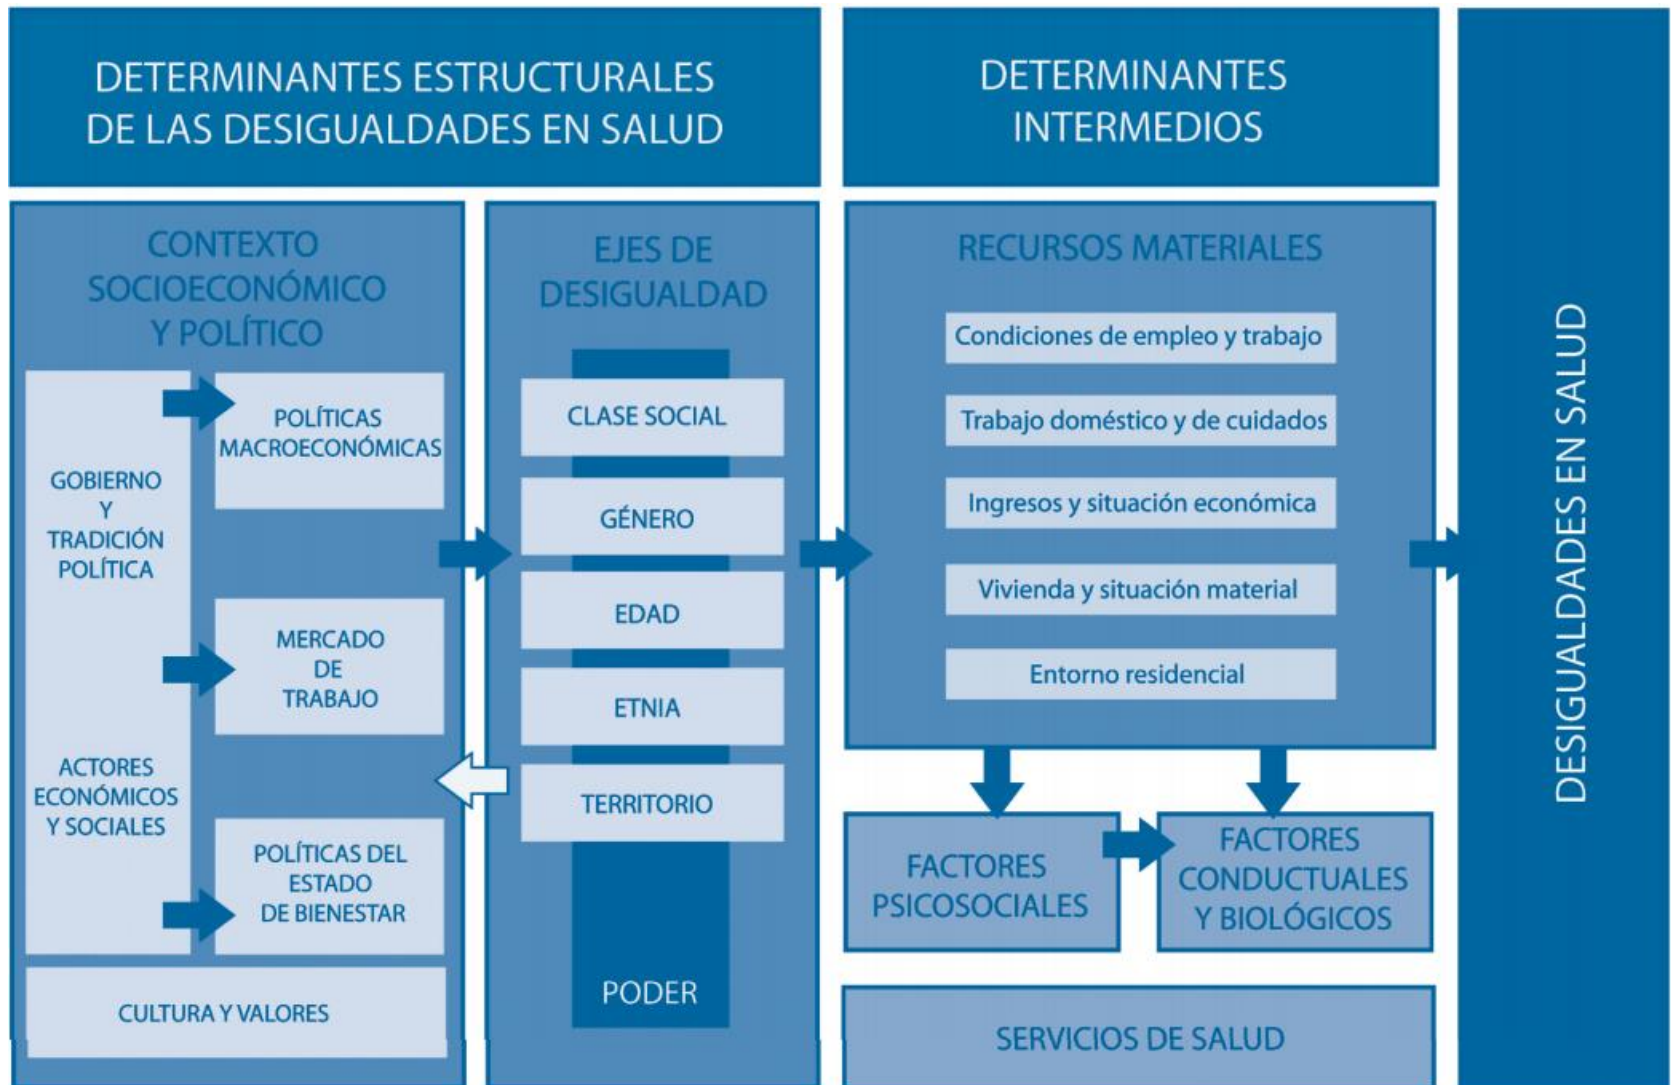 DETERMINANTES ESTRUCTURALES
DE LAS DESIGUALDADES EN SALUD
DETERMINANTES
INTERMEDIOS
CONTEXTO
SOCIOECONÓMICO
Y POLÍTICO
GOBIERNO
Y
TRADICIÓN
POLÍTICA
ACTORES
ECONÓMICOS
Y SOCIALES
POLÍTICAS
MACROECONÓMICAS
MERCADO
DE
TRABAJO
POLÍTICAS DEL
ESTADO
DE BIENESTAR
CULTURA Y VALORES
EJES DE
DESIGUALDAD
CLASE SOCIAL
GÉNERO
EDAD
ETNIA
TERRITORIO
PODER
RECURSOS MATERIALES
Condiciones de empleo y trabajo
Trabajo doméstico y de cuidados
Ingresos y situación económica
Vivienda y situación material
Entorno residencial
FACTORES
PSICOSOCIALES
FACTORES
CONDUCTUALES
Y BIOLÓGICOS
SERVICIOS DE SALUD
DESIGUALDADES EN SALUD